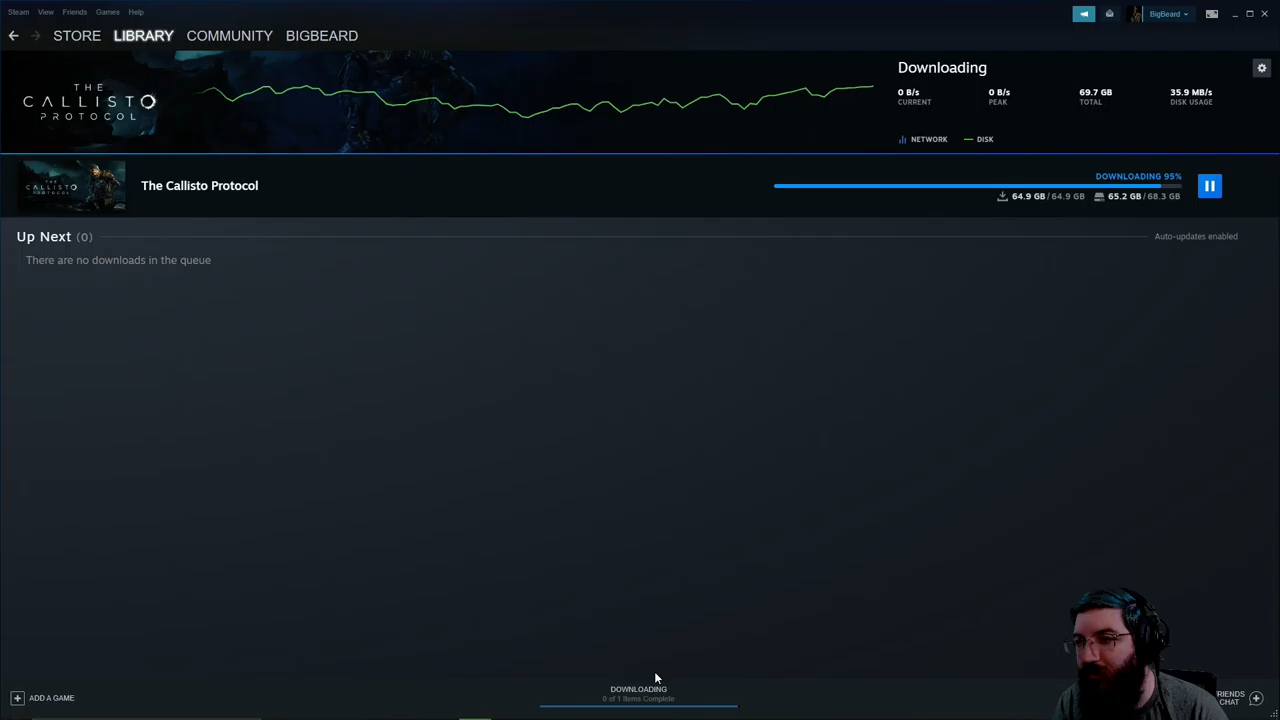 Steam View Friends Games Help
BigBeard
STORE LIBRARY COMMUNITY BIGBEARD
THE
CALLISTO
PROTOCOL
Downloading
0 B/s 0 B/s 69.7 GB 35.9 MB/s
CURRENT PEAK TOTAL DISK USAGE
NETWORK DISK
The Callisto Protocol
DOWNLOADING 95%
64.9 GB / 64.9 GB 65.2 GB / 68.3 GB
Up Next (0)
Auto-updates enabled
There are no downloads in the queue
DOWNLOADING
0 of 1 Items Complete
ADD A GAME
CHAT